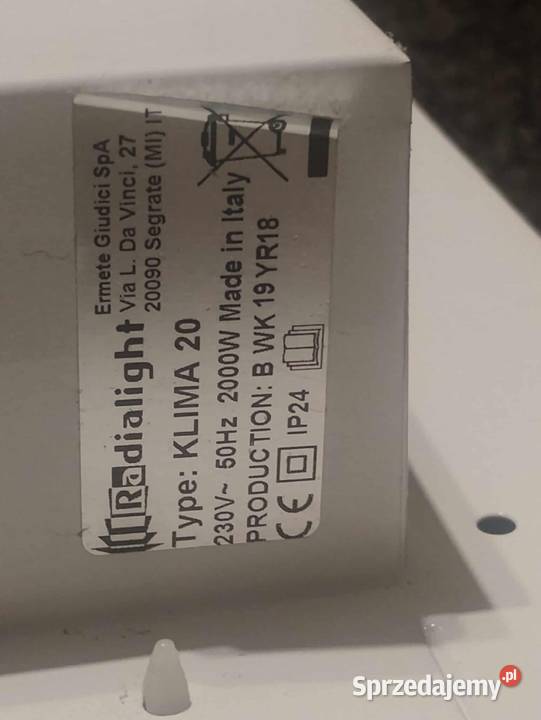 Radialight
Ermete Giudici SpA
Via L. Da Vinci, 27
20090 Segrate (MI) IT
Type: KLIMA 20
230V~ 50Hz 2000W Made in Italy
PRODUCTION: B WK 19 YR18
CE IP24
Sprzedajemy.pl